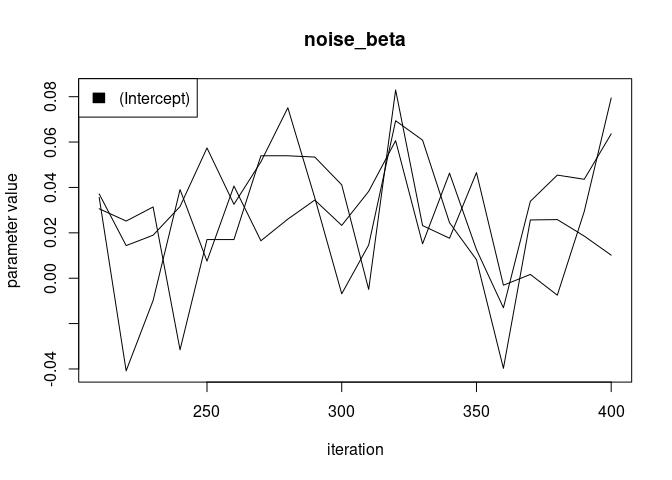 noise_beta
(Intercept)
parameter value
0.08
0.06
0.04
0.02
0.00
-0.04
250 300 350 400
iteration